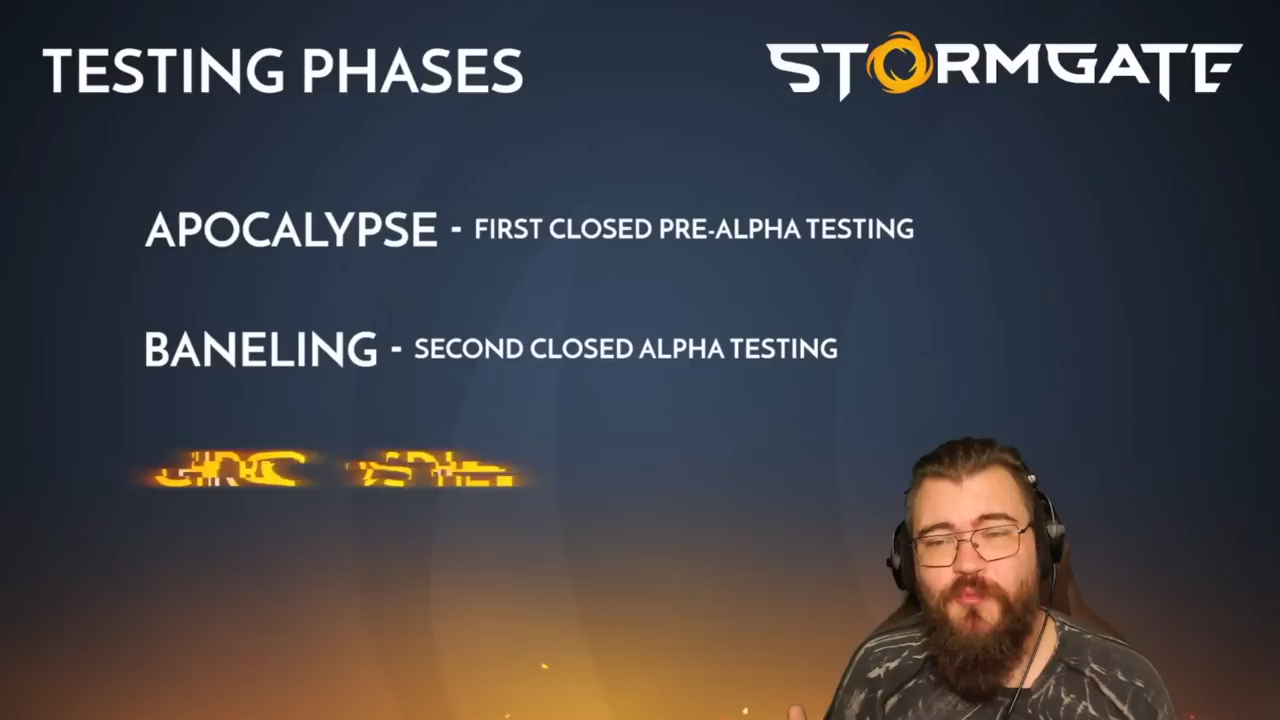 TESTING PHASES
STORMGATE
APOCALYPSE - FIRST CLOSED PRE-ALPHA TESTING
BANELING - SECOND CLOSED ALPHA TESTING